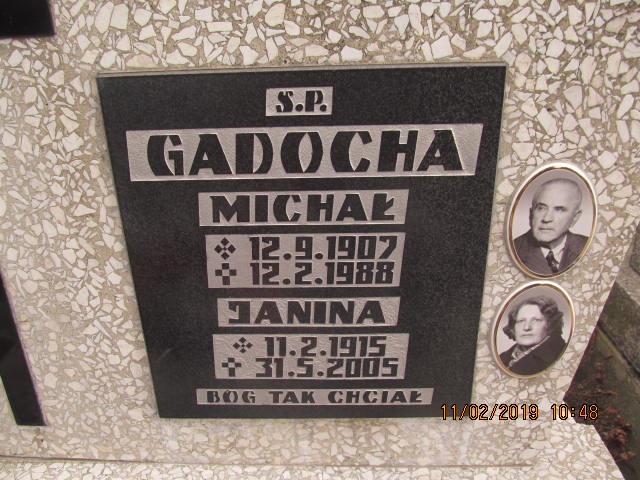 Ś.P.
GADOCHA
MICHAŁ
12.9.1907
12.2.1988
JANINA
11.2.1915
31.5.2005
BÓG TAK CHCIAŁ
11/02/2019 10:48